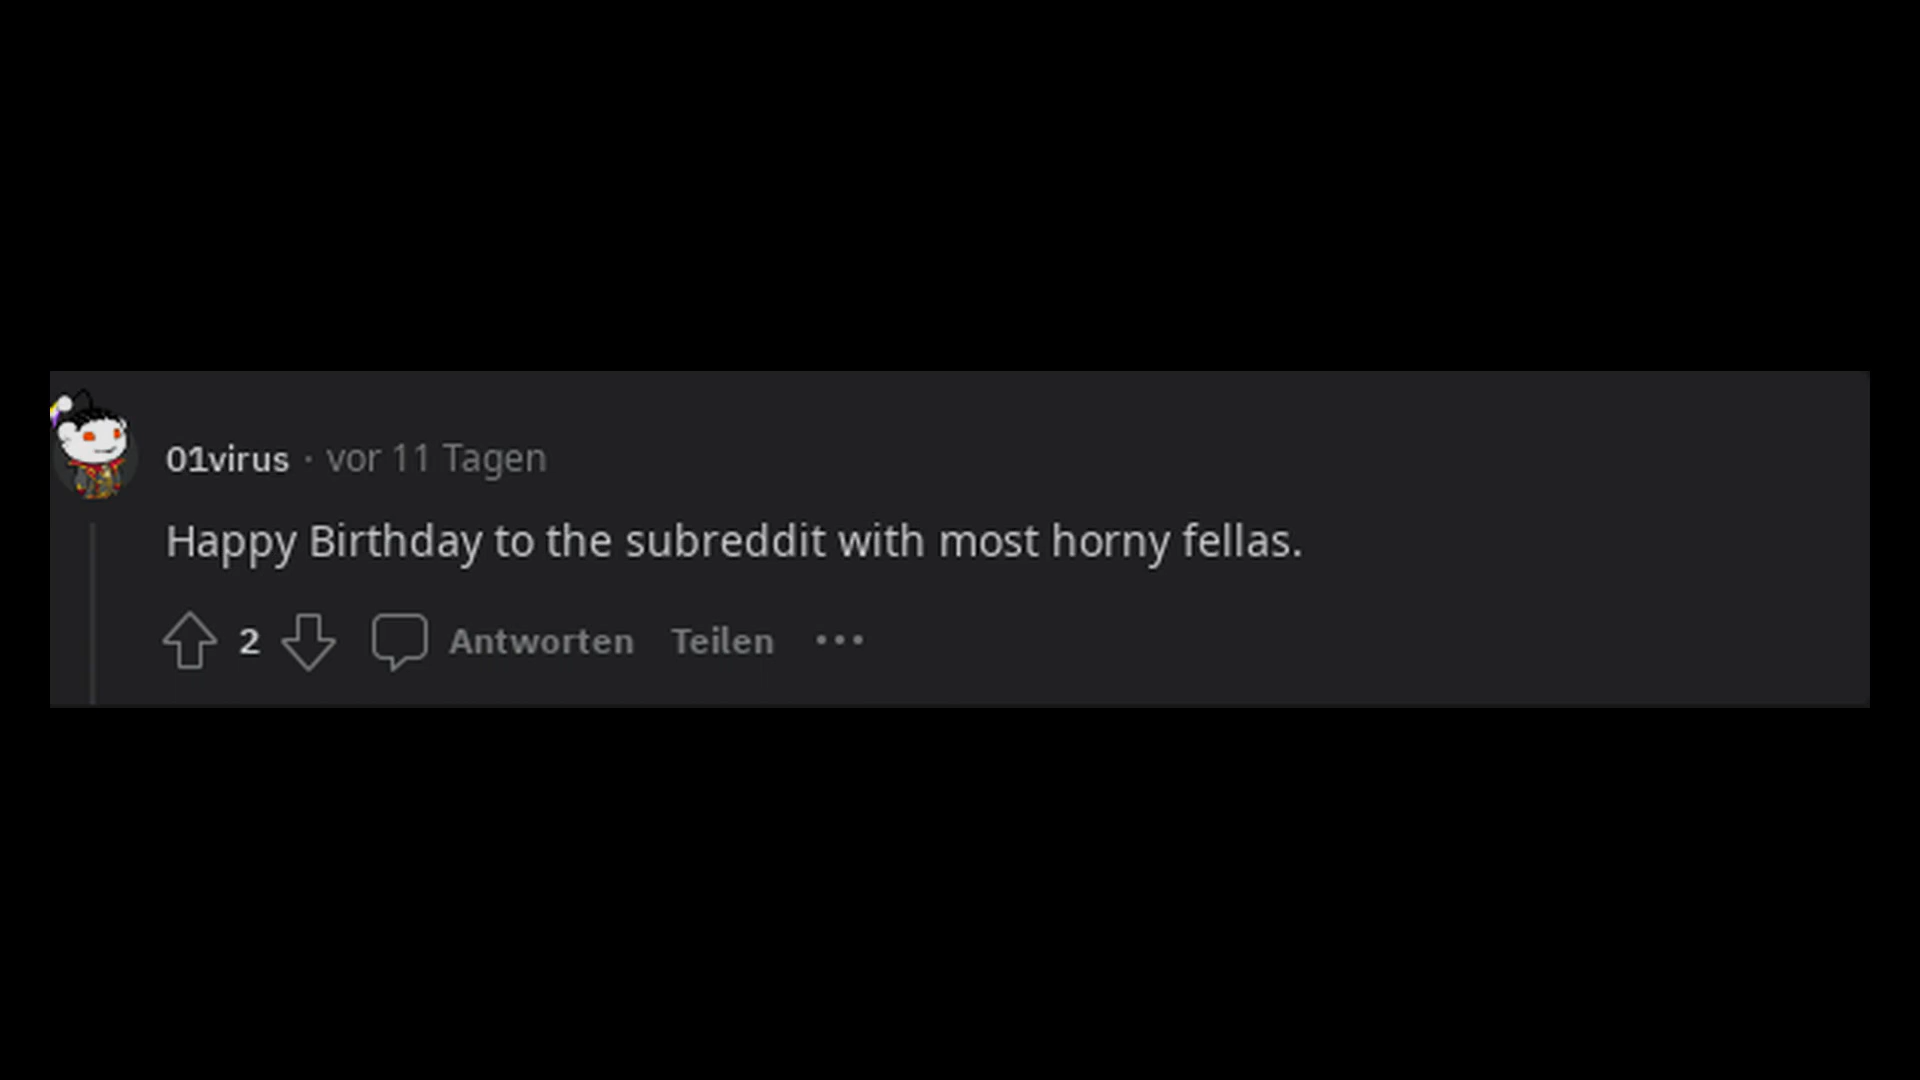 01virus · vor 11 Tagen
Happy Birthday to the subreddit with most horny fellas.
2 Antworten Teilen ...